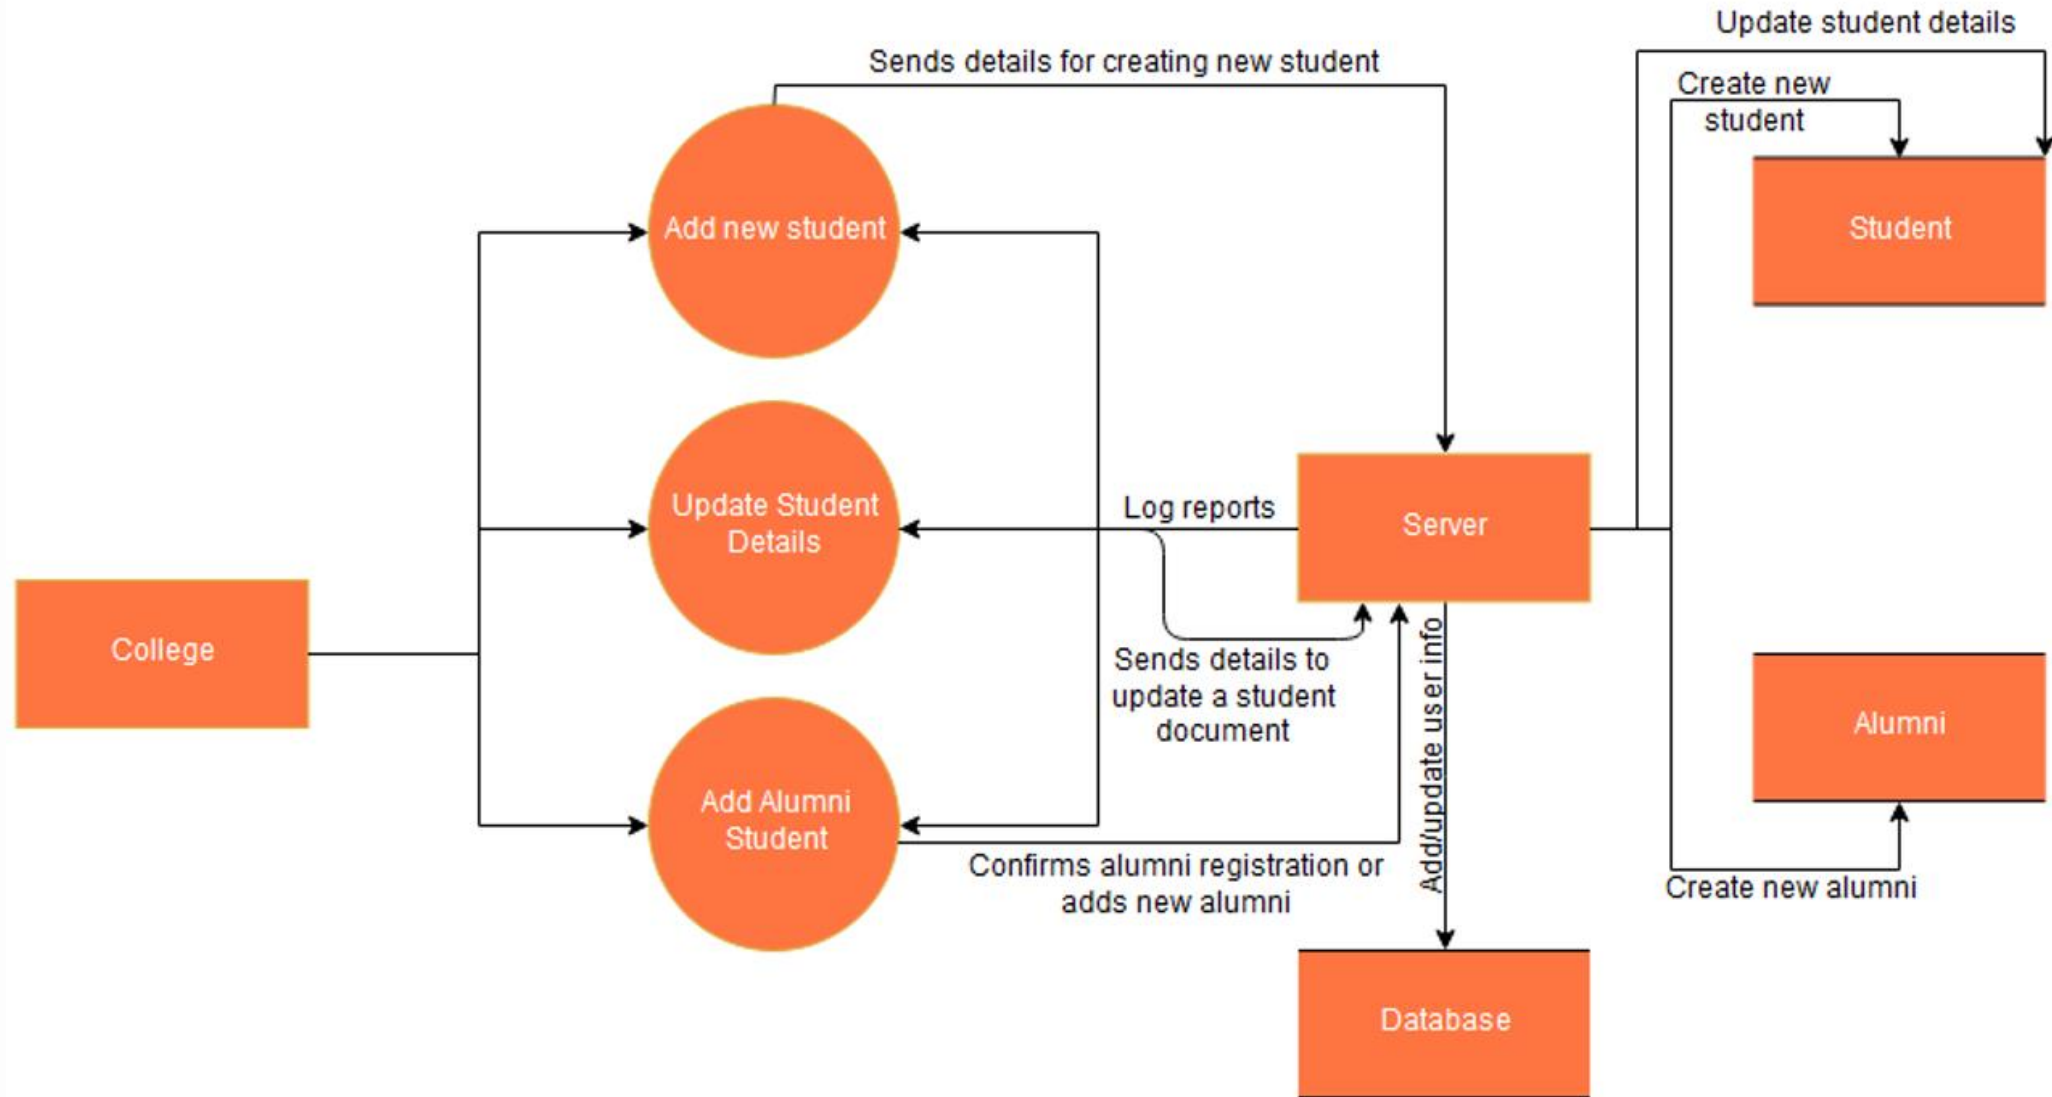 Update student details
Sends details for creating new student
Create new
student
Add new student
Student
Update Student
Details
Log reports
Server
College
Sends details to
update a student
document
Add/update user info
Alumni
Add Alumni
Student
Confirms alumni registration or
adds new alumni
Create new alumni
Database